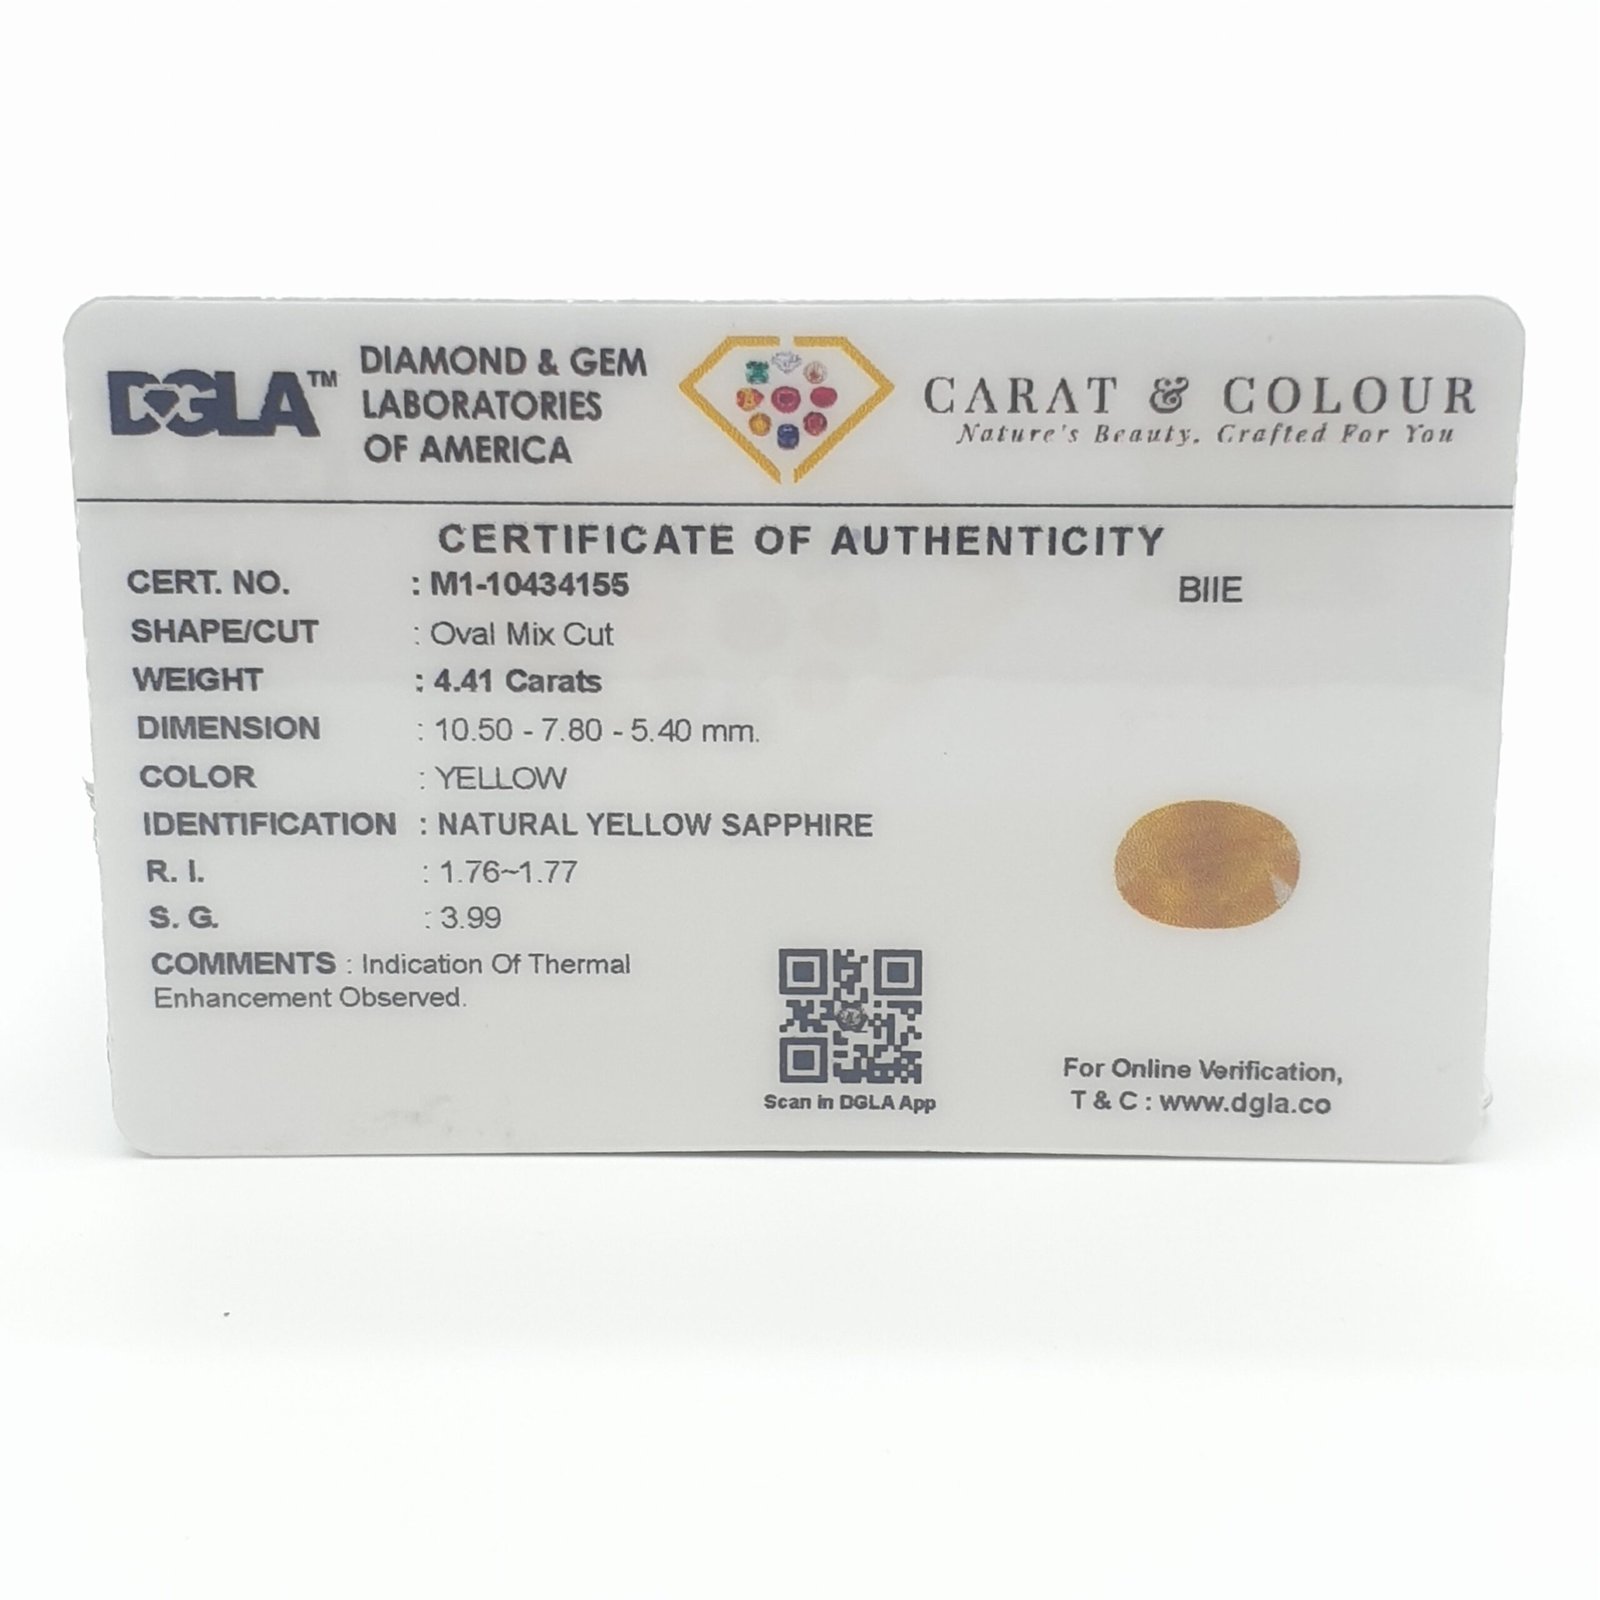 DGLA™
DIAMOND & GEM
LABORATORIES
OF AMERICA
CARAT & COLOUR
Nature's Beauty, Crafted For You
CERTIFICATE OF AUTHENTICITY
CERT. NO. : M1-10434155
BIIE
SHAPE/CUT : Oval Mix Cut
WEIGHT : 4.41 Carats
DIMENSION : 10.50 - 7.80 - 5.40 mm.
COLOR : YELLOW
IDENTIFICATION : NATURAL YELLOW SAPPHIRE
R. I. : 1.76~1.77
S. G. : 3.99
COMMENTS : Indication Of Thermal
Enhancement Observed.
Scan in DGLA App
For Online Verification,
T & C : www.dgla.co